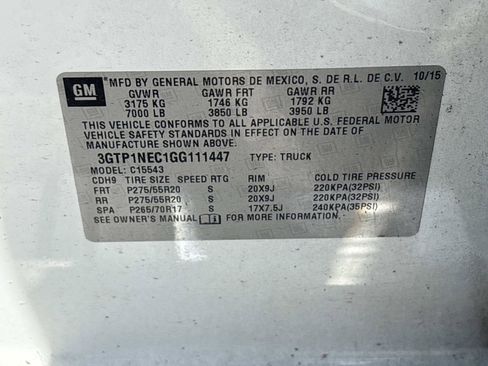 GM
MFD BY GENERAL MOTORS DE MEXICO, S. DE R.L. DE C.V. 10/15
GVWR GAWR FRT GAWR RR
3175 KG 1746 KG 1792 KG
7000 LB 3850 LB 3950 LB
THIS VEHICLE CONFORMS TO ALL APPLICABLE U.S. FEDERAL MOTOR
VEHICLE SAFETY STANDARDS IN EFFECT ON THE DATE OF
MANUFACTURE SHOWN ABOVE.
3GTP1NEC1GG111447 TYPE: TRUCK
MODEL: C15543
CDH9 TIRE SIZE SPEED RTG RIM COLD TIRE PRESSURE
FRT P275/55R20 S 20X9J 220KPA(32PSI)
RR P275/55R20 S 20X9J 220KPA(32PSI)
SPA P265/70R17 S 17X7.5J 240KPA(35PSI)
SEE OWNER'S MANUAL FOR MORE INFORMATION